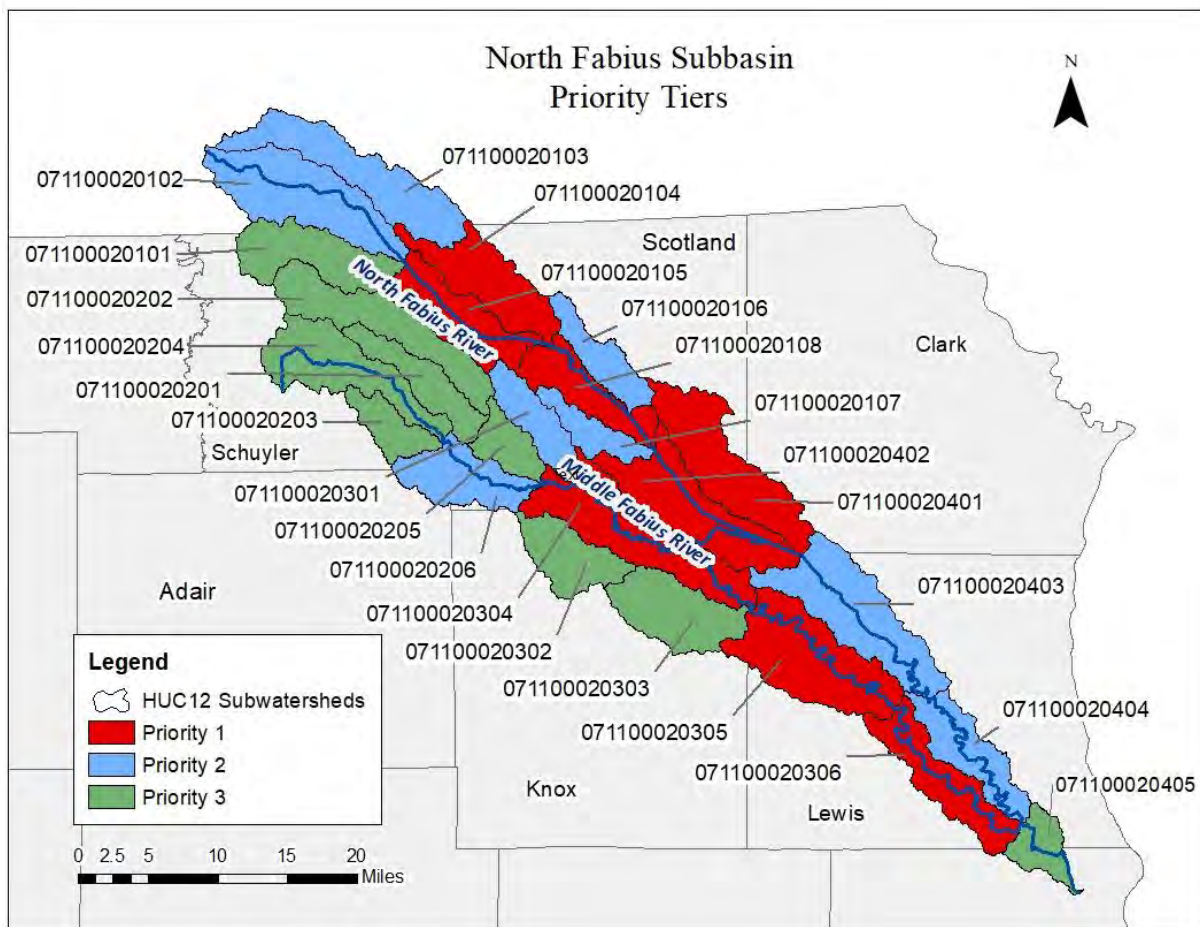 North Fabius Subbasin
Priority Tiers
N
071100020103
071100020102
071100020104
Scotland
071100020101
071100020105
North Fabius River
071100020202
071100020106
071100020108
Clark
071100020204
071100020107
071100020201
071100020203
Schuyler
071100020402
Middle Fabius River
071100020301
071100020401
071100020205
071100020206
071100020403
Adair
071100020304
071100020302
071100020303
071100020404
071100020305
071100020306
071100020405
Knox
Lewis
Legend
HUC12 Subwatersheds
Priority 1
Priority 2
Priority 3
0 2.5 5 10 15 20
Miles